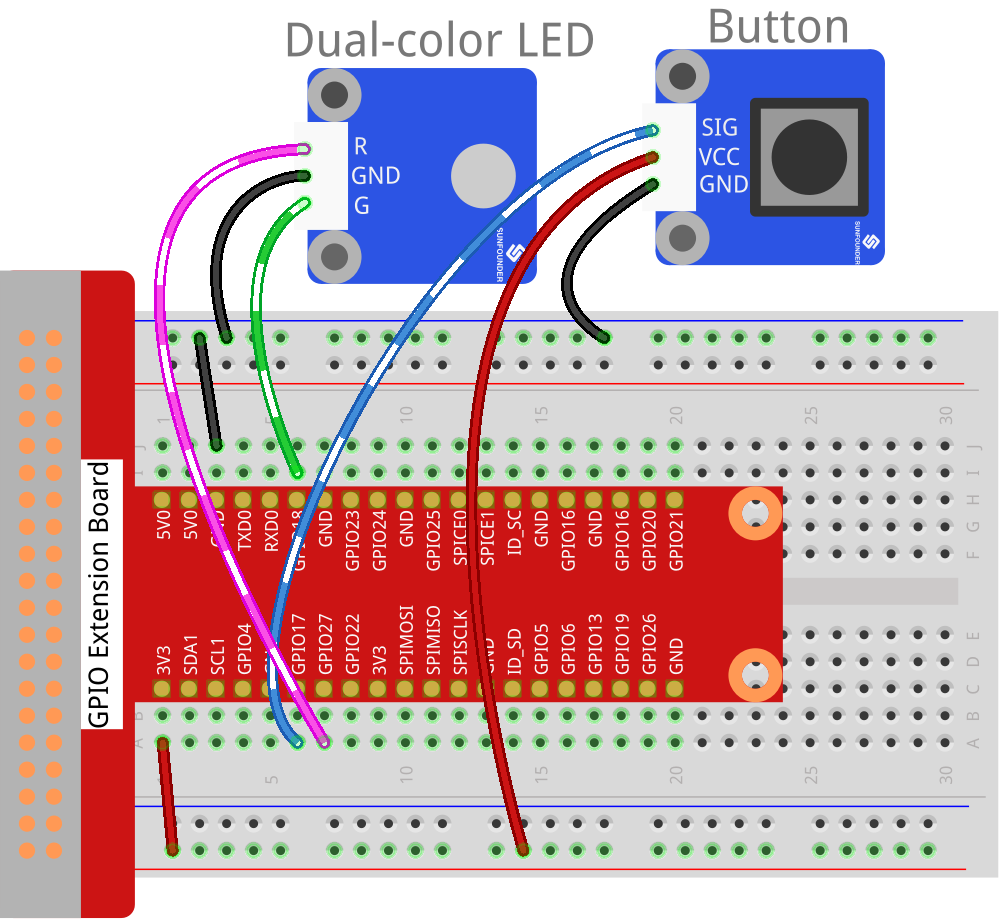 Dual-color LED
Button
R
GND
G
SUNFOUNDER
SIG
VCC
GND
SUNFOUNDER
GPIO Extension Board
1
5
10
15
20
25
30
J
I
H
G
F
5V0
5V0
GND
TXD0
RXD0
GPIO18
GND
GPIO23
GPIO24
GND
GPIO25
SPICE0
SPICE1
ID_SC
GND
GPIO16
GND
GPIO16
GPIO20
GPIO21
3V3
SDA1
SCL1
GPIO4
GPIO17
GPIO27
GPIO22
3V3
SPIMOSI
SPIMISO
SPISCLK
GND
ID_SD
GPIO5
GPIO6
GPIO13
GPIO19
GPIO26
GND
E
D
C
B
A
B
A
J
I
5
10
15
20
25
30